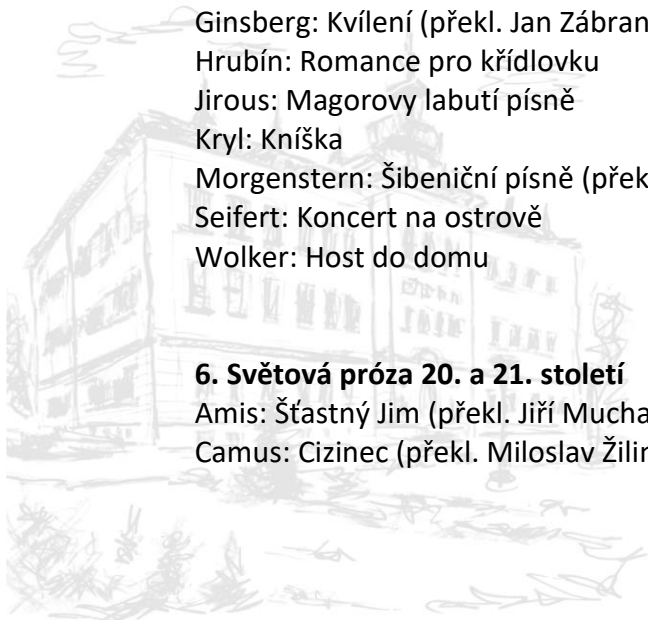 Ginsberg: Kvílení (překl. Jan Zábran
Hrubín: Romance pro křídlovku
Jirous: Magorovy labutí písně
Kryl: Kníška
Morgenstern: Šibeniční písně (přek
Seifert: Koncert na ostrově
Wolker: Host do domu
6. Světová próza 20. a 21. století
Amis: Šťastný Jim (překl. Jiří Mucha
Camus: Cizinec (překl. Miloslav Žilin